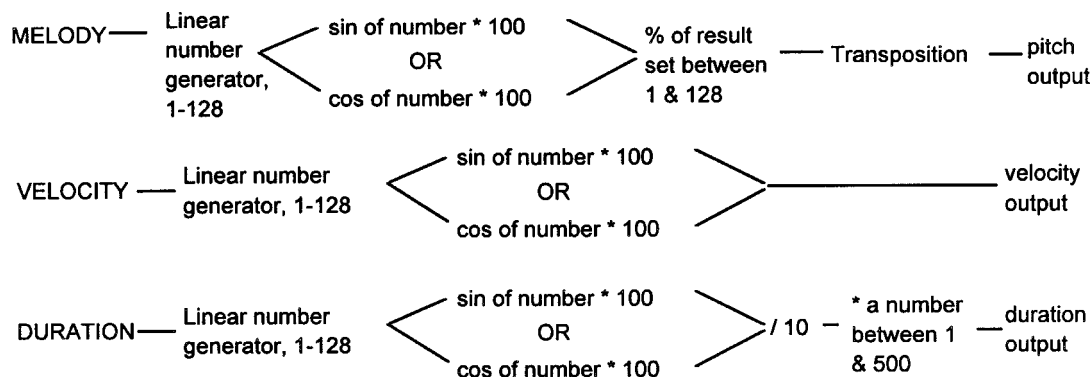 MELODY
Linear
number
generator,
1-128
sin of number * 100
OR
cos of number * 100
% of result
set between
1 & 128
Transposition
pitch
output
VELOCITY
Linear number
generator, 1-128
sin of number * 100
OR
cos of number * 100
velocity
output
DURATION
Linear number
generator, 1-128
sin of number * 100
OR
cos of number * 100
/ 10
* a number
between 1
& 500
duration
output